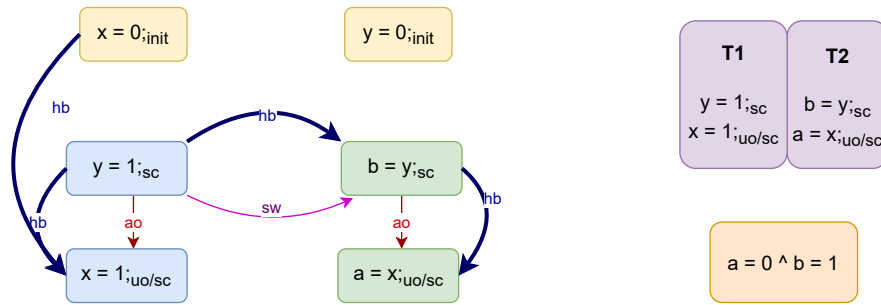 x = 0;init
y = 0;init
T1
T2
y = 1;sc
x = 1;uo/sc
b = y;sc
a = x;uo/sc
hb
hb
y = 1;sc
b = y;sc
hb
ao
sw
ao
hb
x = 1;uo/sc
a = x;uo/sc
a = 0 ^ b = 1